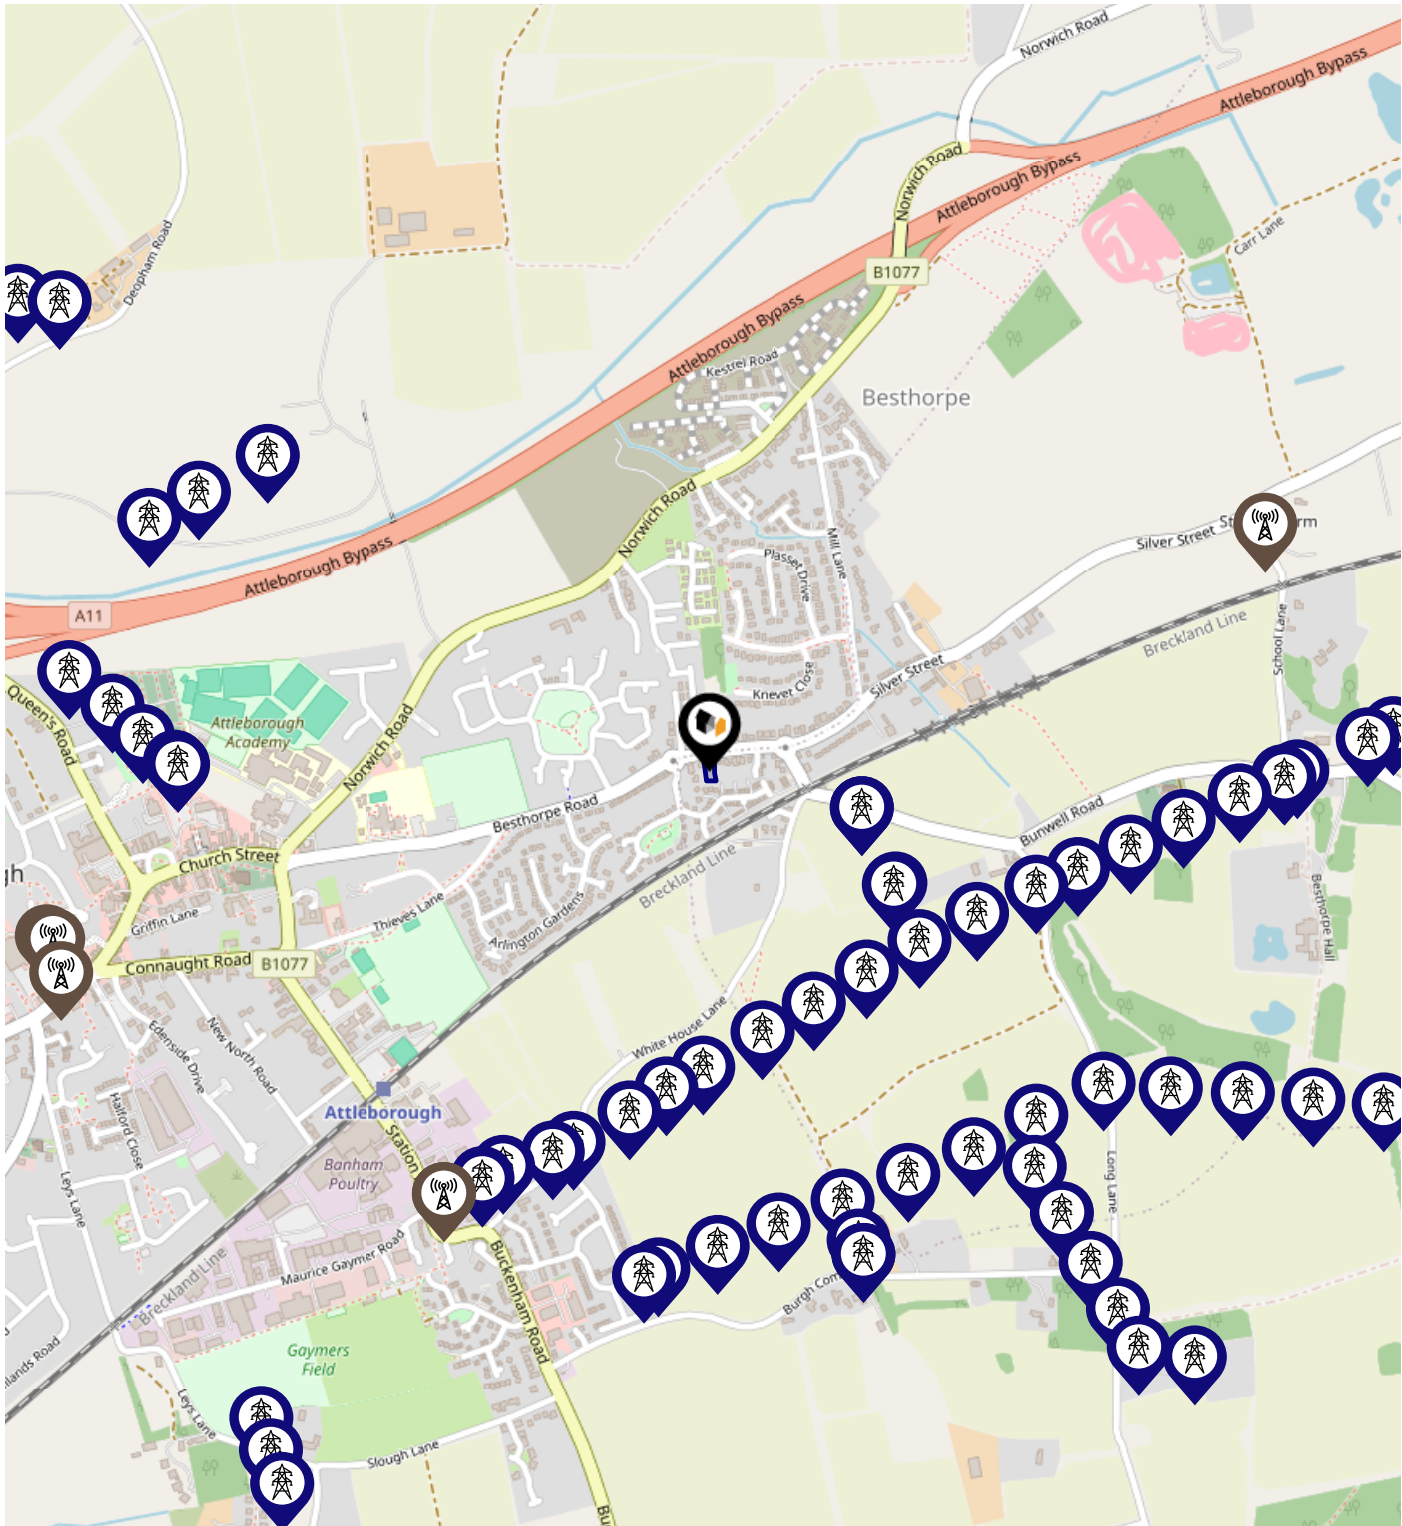 Norwich Road
Attleborough Bypass
Norwich Road
Attleborough Bypass
Deopham Road
Carr Lane
B1077
Attleborough Bypass
Kestrel Road
Besthorpe
Norwich Road
Silver Street
Mill Lane
Plasset Drive
Attleborough Bypass
A11
Breckland Line
School Lane
Silver Street
Knevet Close
Queen's Road
Attleborough
Academy
Norwich Road
Besthorpe Road
Bunwell Road
Church Street
Breckland Line
Thieves Lane
Griffin Lane
Arlington Gardens
Besthorpe Hall
Connaught Road
B1077
White House Lane
New North Road
Edenside Drive
Halford Close
Attleborough
Station
Banham
Poultry
Leys Lane
Long Lane
Maurice Gaymer Road
Buckenham Road
Breckland Line
Gaymers
Field
Leys Lane
Slough Lane